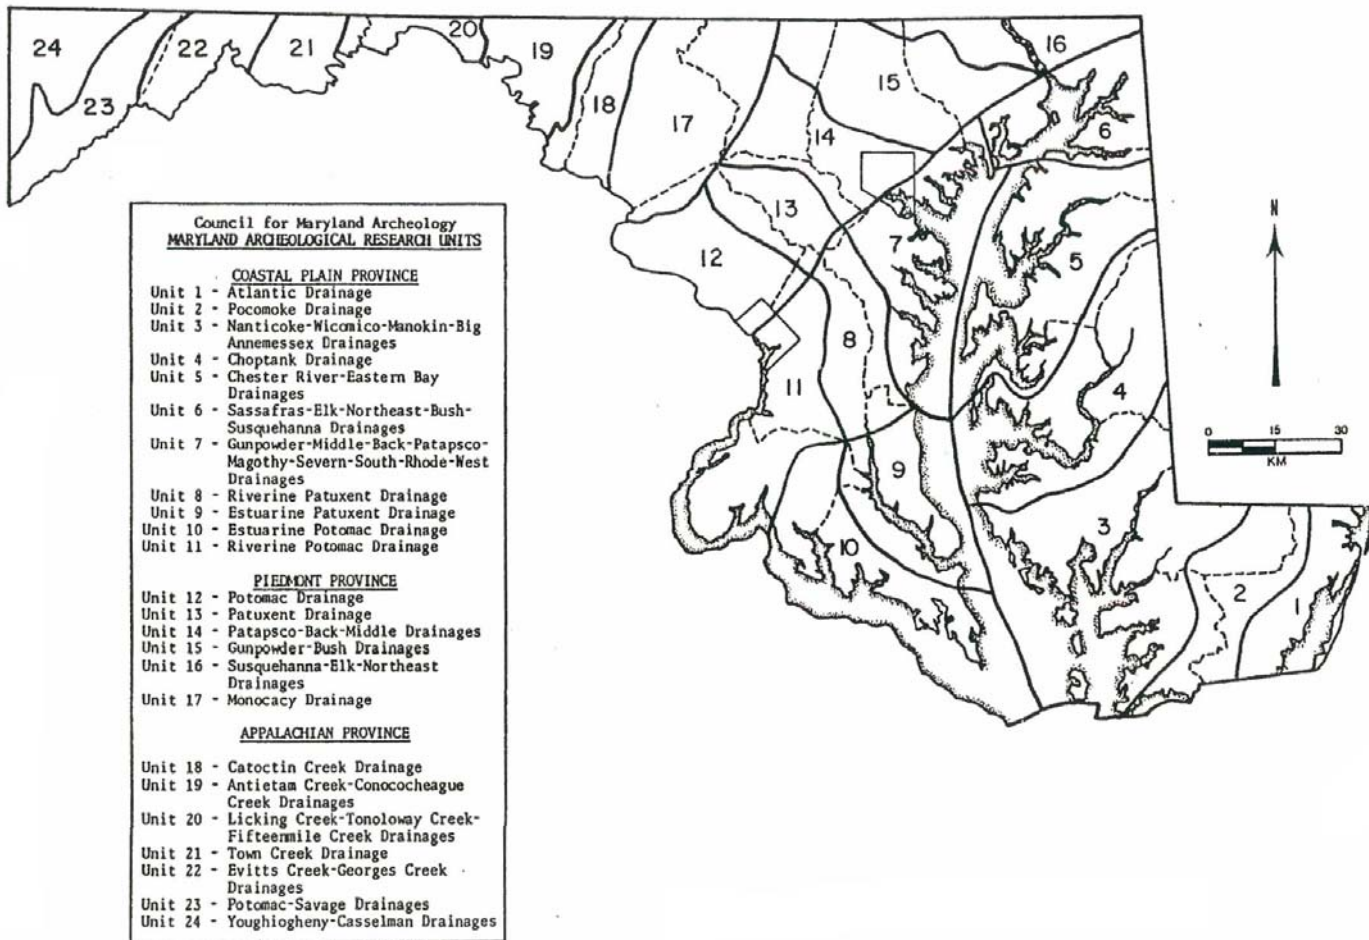 24
23
22
21
20
19
18
17
16
15
14
13
12
11
10
9
8
7
6
5
4
3
2
1
N
0 15 30
KM
Council for Maryland Archeology
MARYLAND ARCHEOLOGICAL RESEARCH UNITS
COASTAL PLAIN PROVINCE
Unit 1 - Atlantic Drainage
Unit 2 - Pocomoke Drainage
Unit 3 - Nanticoke-Wicomico-Manokin-Big
Annemessex Drainages
Unit 4 - Choptank Drainage
Unit 5 - Chester River-Eastern Bay
Drainages
Unit 6 - Sassafras-Elk-Northeast-Bush-
Susquehanna Drainages
Unit 7 - Gunpowder-Middle-Back-Patapsco-
Magothy-Severn-South-Rhode-West
Drainages
Unit 8 - Riverine Patuxent Drainage
Unit 9 - Estuarine Patuxent Drainage
Unit 10 - Estuarine Potomac Drainage
Unit 11 - Riverine Potomac Drainage
PIEDMONT PROVINCE
Unit 12 - Potomac Drainage
Unit 13 - Patuxent Drainage
Unit 14 - Patapsco-Back-Middle Drainages
Unit 15 - Gunpowder-Bush Drainages
Unit 16 - Susquehanna-Elk-Northeast
Drainages
Unit 17 - Monocacy Drainage
APPALACHIAN PROVINCE
Unit 18 - Catoctin Creek Drainage
Unit 19 - Antietam Creek-Conococheague
Creek Drainages
Unit 20 - Licking Creek-Tonoloway Creek-
Fifteenmile Creek Drainages
Unit 21 - Town Creek Drainage
Unit 22 - Evitts Creek-Georges Creek
Drainages
Unit 23 - Potomac-Savage Drainages
Unit 24 - Youghiogheny-Casselman Drainages